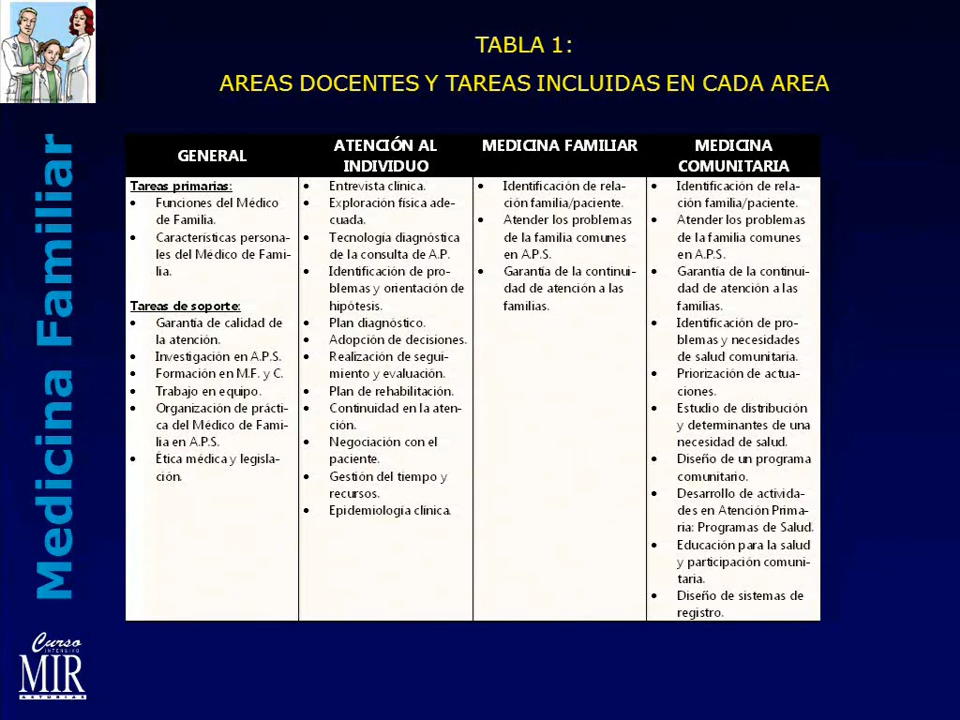 TABLA 1:
AREAS DOCENTES Y TAREAS INCLUIDAS EN CADA AREA
Medicina Familiar
GENERAL
Tareas primarias:
• Funciones del Médico
de Familia.
• Características persona-
les del Médico de Fami-
lia.
Tareas de soporte:
• Garantía de calidad de
la atención.
• Investigación en A.P.S.
• Formación en M.F. y C.
• Trabajo en equipo.
• Organización de prácti-
ca del Médico de Fami-
lia en A.P.S.
• Ética médica y legisla-
ción.
ATENCIÓN AL
INDIVIDUO
• Entrevista clínica.
• Exploración física ade-
cuada.
• Tecnología diagnóstica
de la consulta de A.P.
• Identificación de pro-
blemas y orientación de
hipótesis.
• Plan diagnóstico.
• Adopción de decisiones.
• Realización de segui-
miento y evaluación.
• Plan de rehabilitación.
• Continuidad en la aten-
ción.
• Negociación con el
paciente.
• Gestión del tiempo y
recursos.
• Epidemiología clínica.
MEDICINA FAMILIAR
• Identificación de rela-
ción familia/paciente.
• Atender los problemas
de la familia comunes
en A.P.S.
• Garantía de la continui-
dad de atención a las
familias.
MEDICINA
COMUNITARIA
• Identificación de rela-
ción familia/paciente.
• Atender los problemas
de la familia comunes
en A.P.S.
• Garantía de la continui-
dad de atención a las
familias.
• Identificación de pro-
blemas y necesidades
de salud comunitaria.
• Priorización de actua-
ciones.
• Estudio de distribución
y determinantes de una
necesidad de salud.
• Diseño de un programa
comunitario.
• Desarrollo de activida-
des en Atención Prima-
ria: Programas de Salud.
• Educación para la salud
y participación comuni-
taria.
• Diseño de sistemas de
registro.
Curso
INTENSIVO
MIR
ASTURIAS